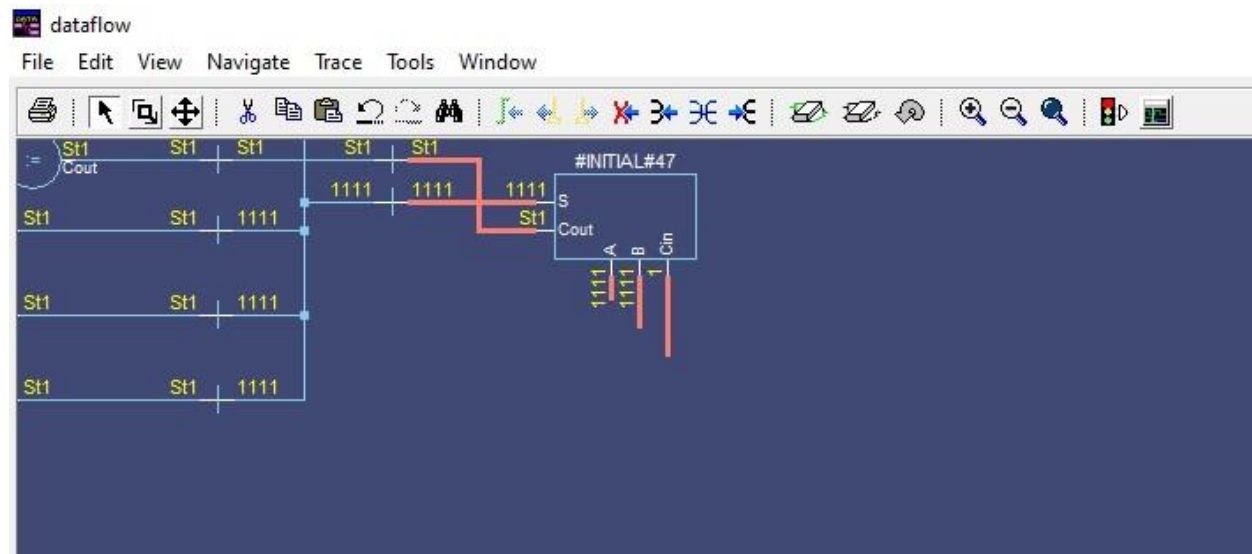 dataflow
File Edit View Navigate Trace Tools Window
St1 St1 St1 St1 St1
:= Cout
#INITIAL#47
1111 1111 1111 S
St1 St1 1111 St1 Cout
A B Cin
1111 1111 1
St1 St1 1111
St1 St1 1111